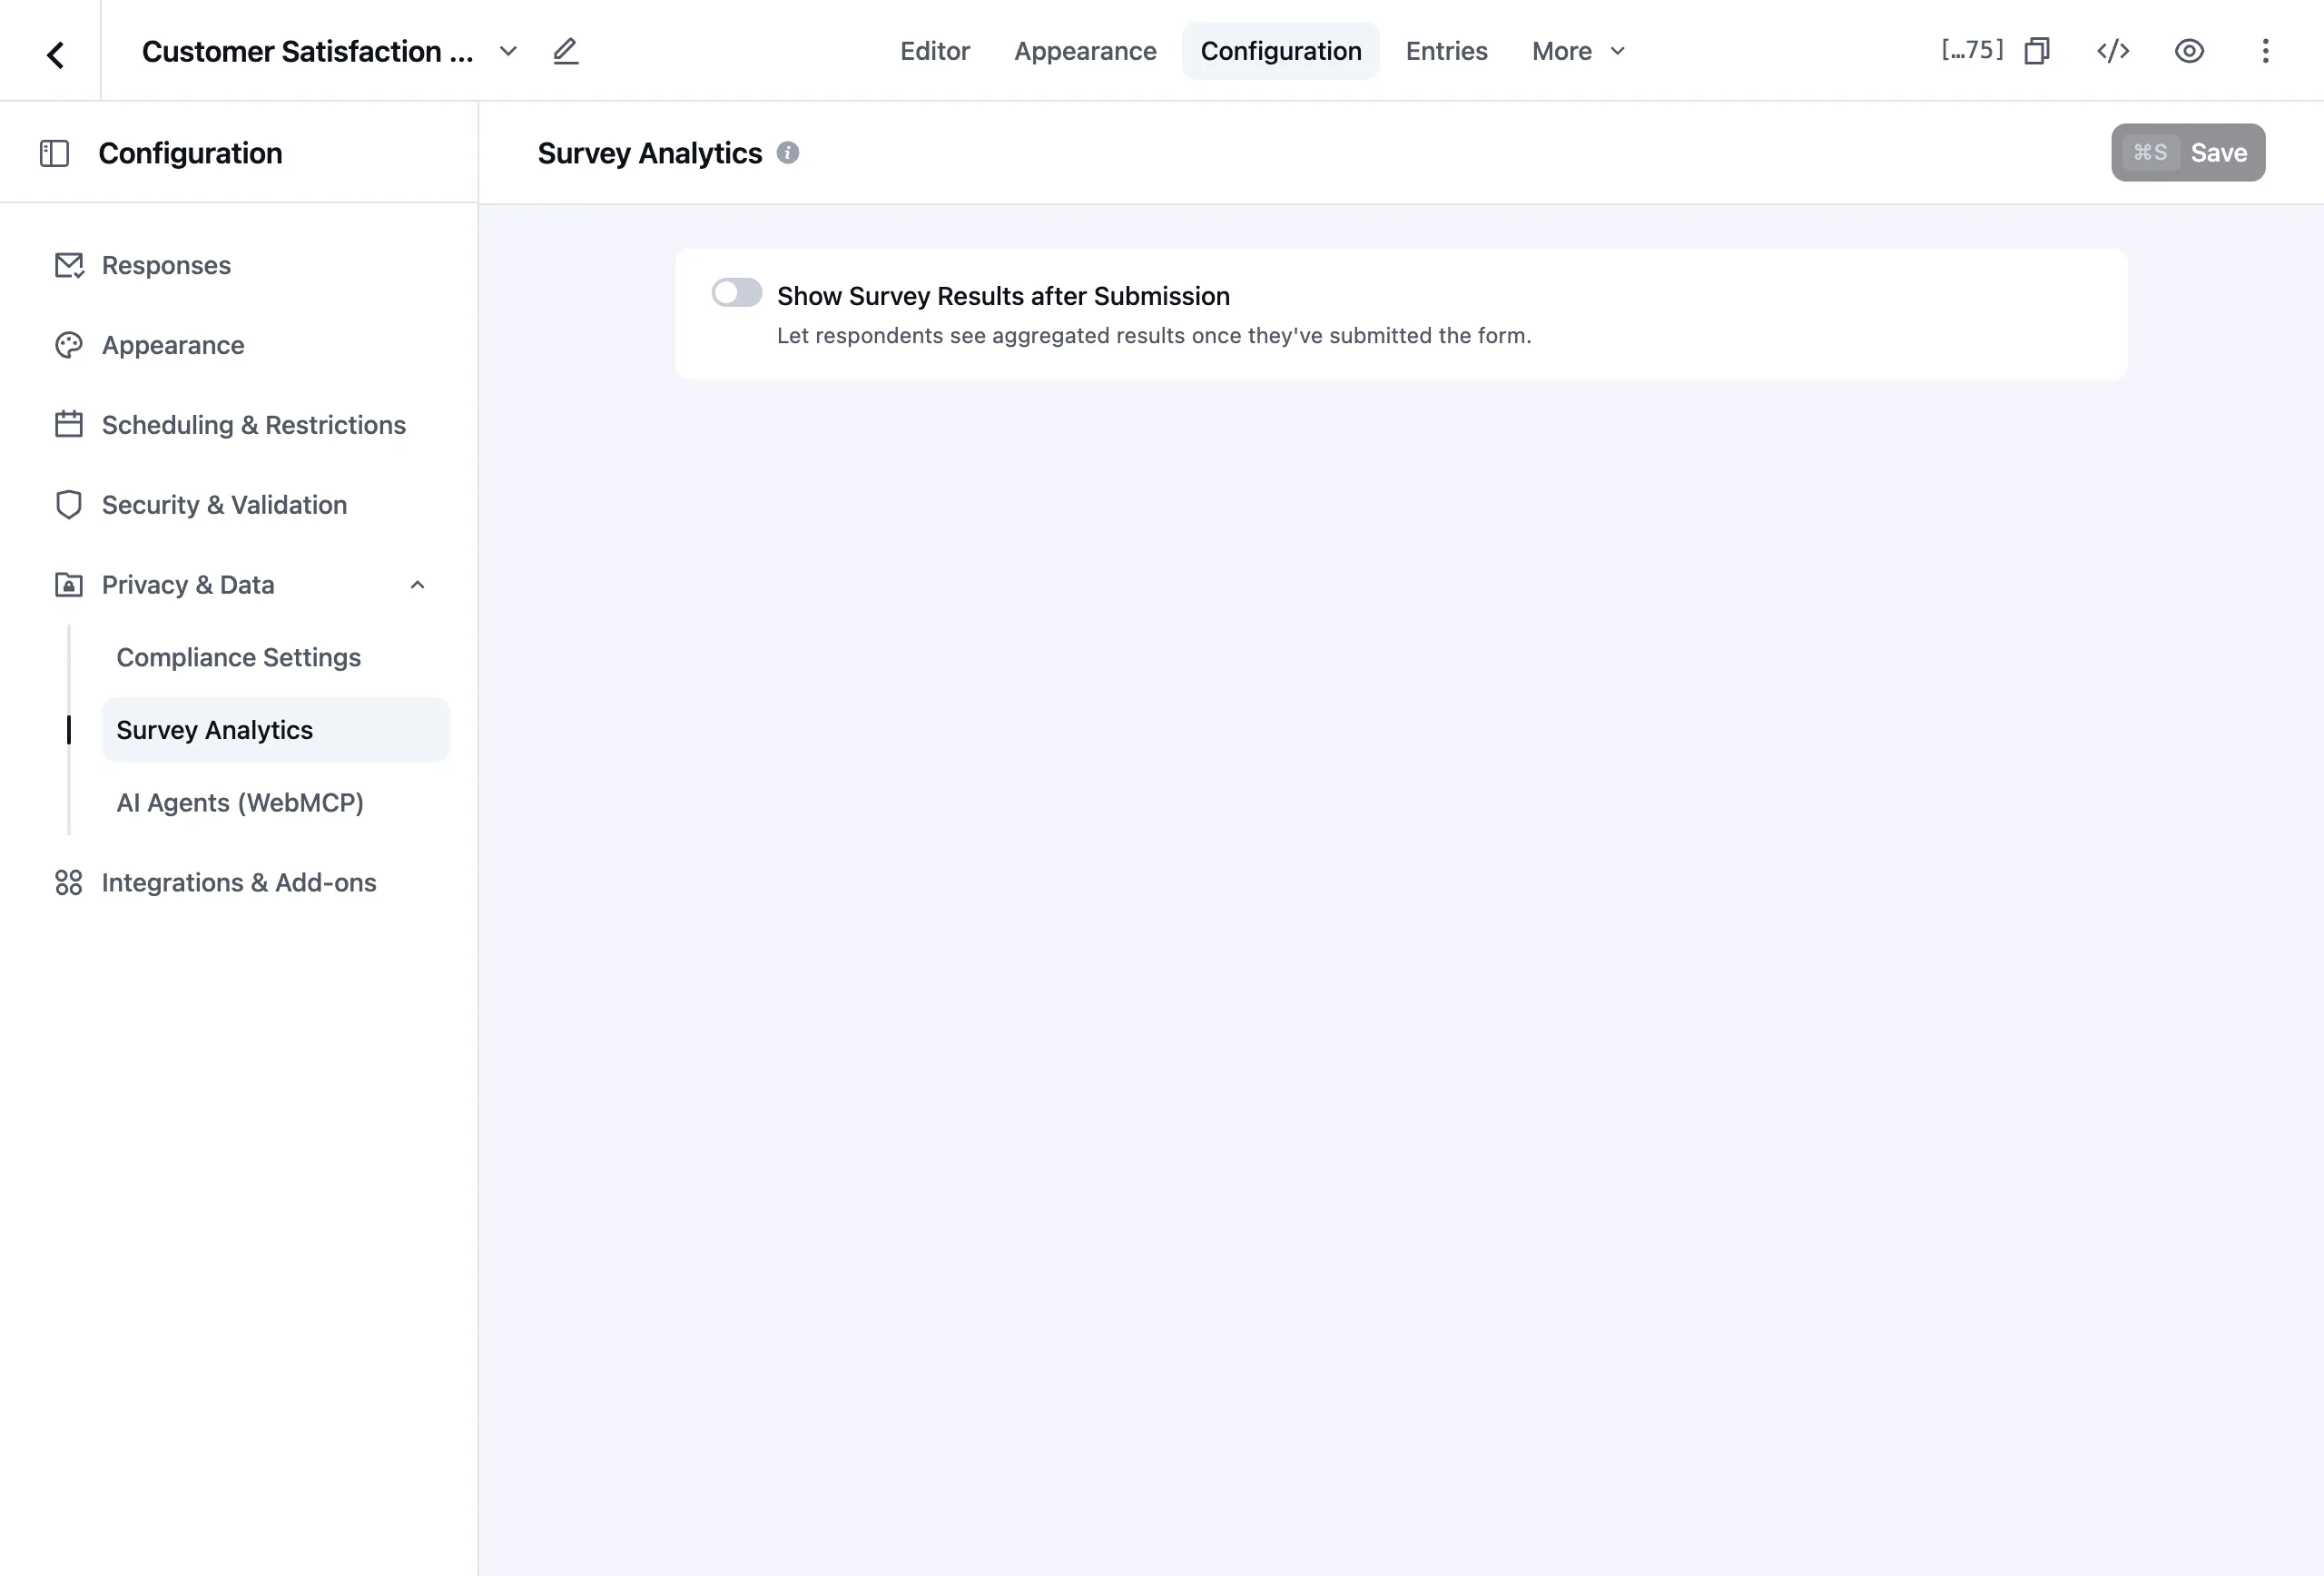 Customer Satisfaction ...
Editor
Appearance
Configuration
Entries
More
[...75]
Configuration
Survey Analytics
⌘S Save
Responses
Appearance
Scheduling & Restrictions
Security & Validation
Privacy & Data
Compliance Settings
Survey Analytics
AI Agents (WebMCP)
Integrations & Add-ons
Show Survey Results after Submission
Let respondents see aggregated results once they've submitted the form.